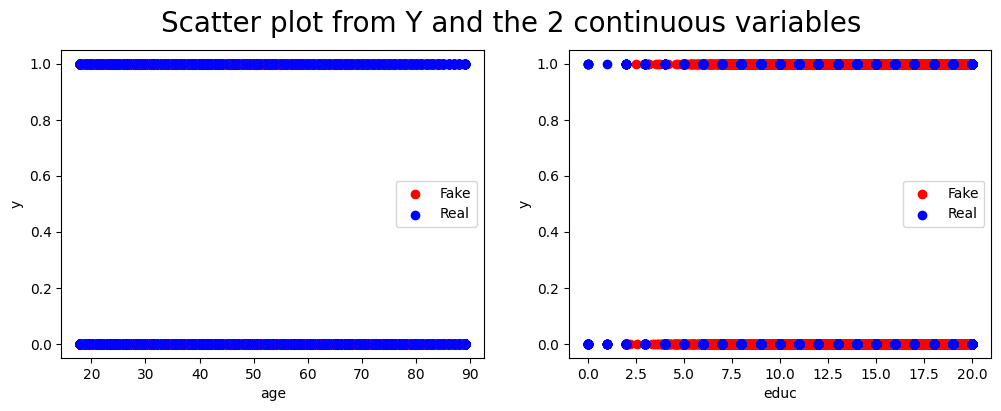 Scatter plot from Y and the 2 continuous variables
1.0
0.8
0.6
0.4
0.2
0.0
y
Fake
Real
20 30 40 50 60 70 80 90
age
1.0
0.8
0.6
0.4
0.2
0.0
y
Fake
Real
0.0 2.5 5.0 7.5 10.0 12.5 15.0 17.5 20.0
educ